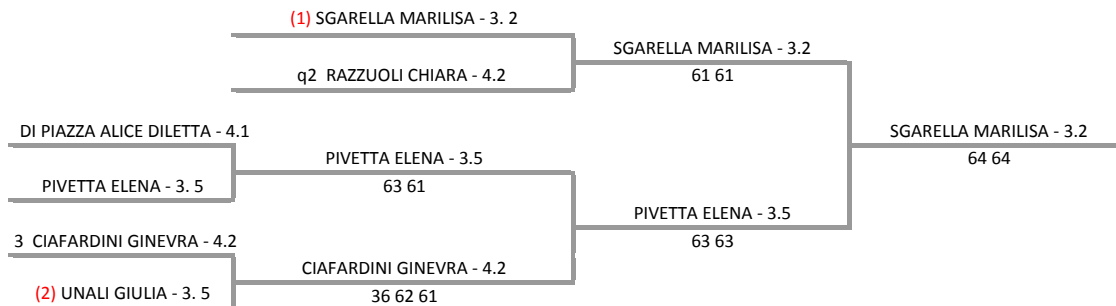 (1) SGARELLA MARILISA - 3. 2
SGARELLA MARILISA - 3.2
q2 RAZZUOLI CHIARA - 4.2
61 61
DI PIAZZA ALICE DILETTA - 4.1
SGARELLA MARILISA - 3.2
PIVETTA ELENA - 3.5
64 64
PIVETTA ELENA - 3. 5
63 61
PIVETTA ELENA - 3.5
3 CIAFARDINI GINEVRA - 4.2
63 63
CIAFARDINI GINEVRA - 4.2
(2) UNALI GIULIA - 3. 5
36 62 61